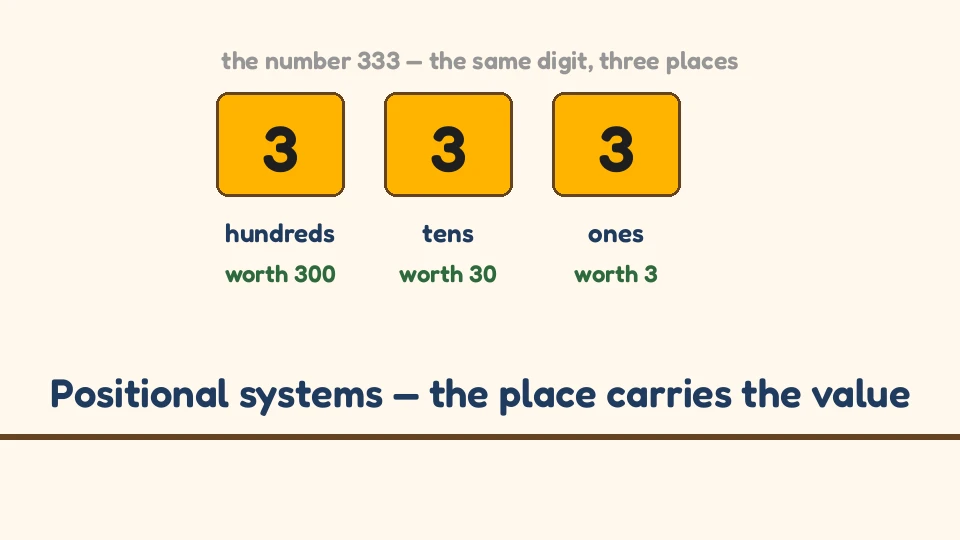 the number 333 — the same digit, three places
3 3 3
hundreds tens ones
worth 300 worth 30 worth 3
Positional systems — the place carries the value